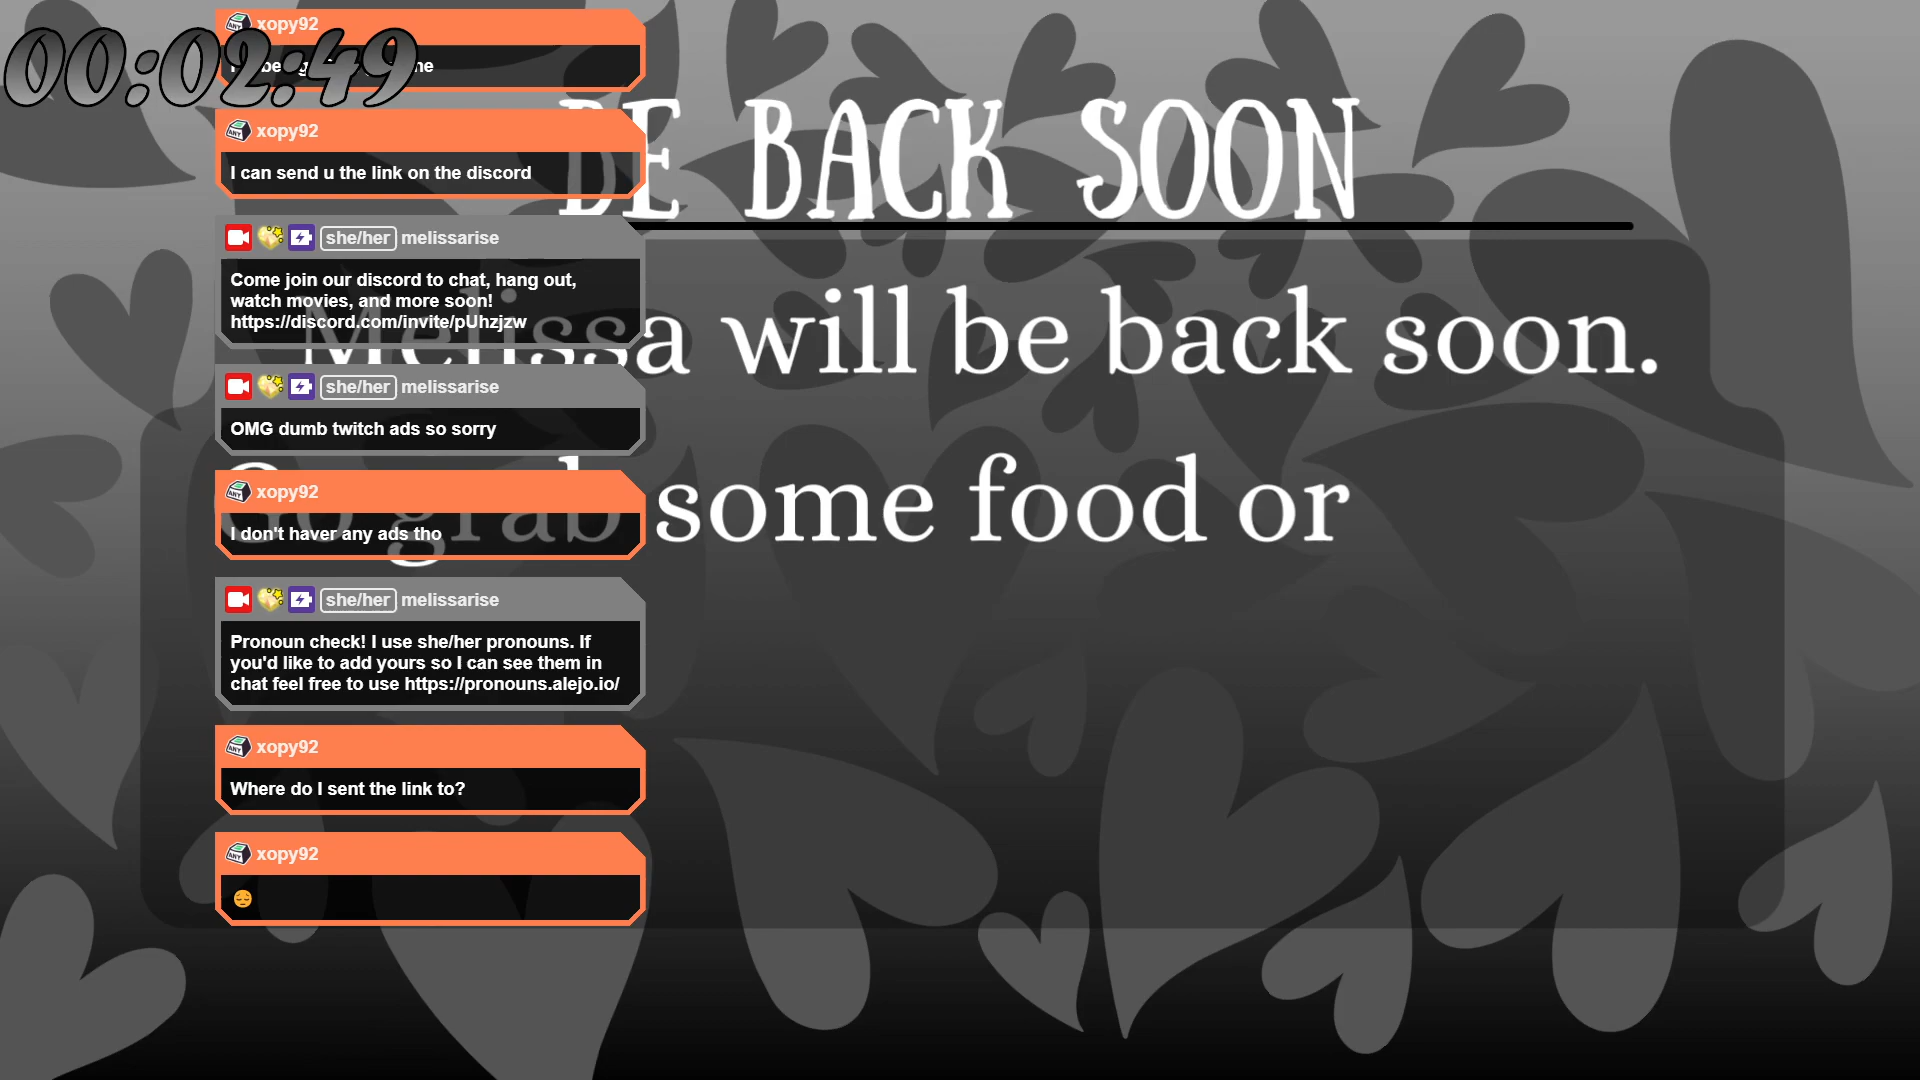 00:02:49
xopy92
xopy92
I can send u the link on the discord
she/her melissarise
Come join our discord to chat, hang out,
watch movies, and more soon!
https://discord.com/invite/pUhzjzw
she/her melissarise
OMG dumb twitch ads so sorry
xopy92
I don't haver any ads tho
she/her melissarise
Pronoun check! I use she/her pronouns. If
you'd like to add yours so I can see them in
chat feel free to use https://pronouns.alejo.io/
xopy92
Where do I sent the link to?
xopy92
BE BACK SOON
Melissa will be back soon.
Go grab some food or